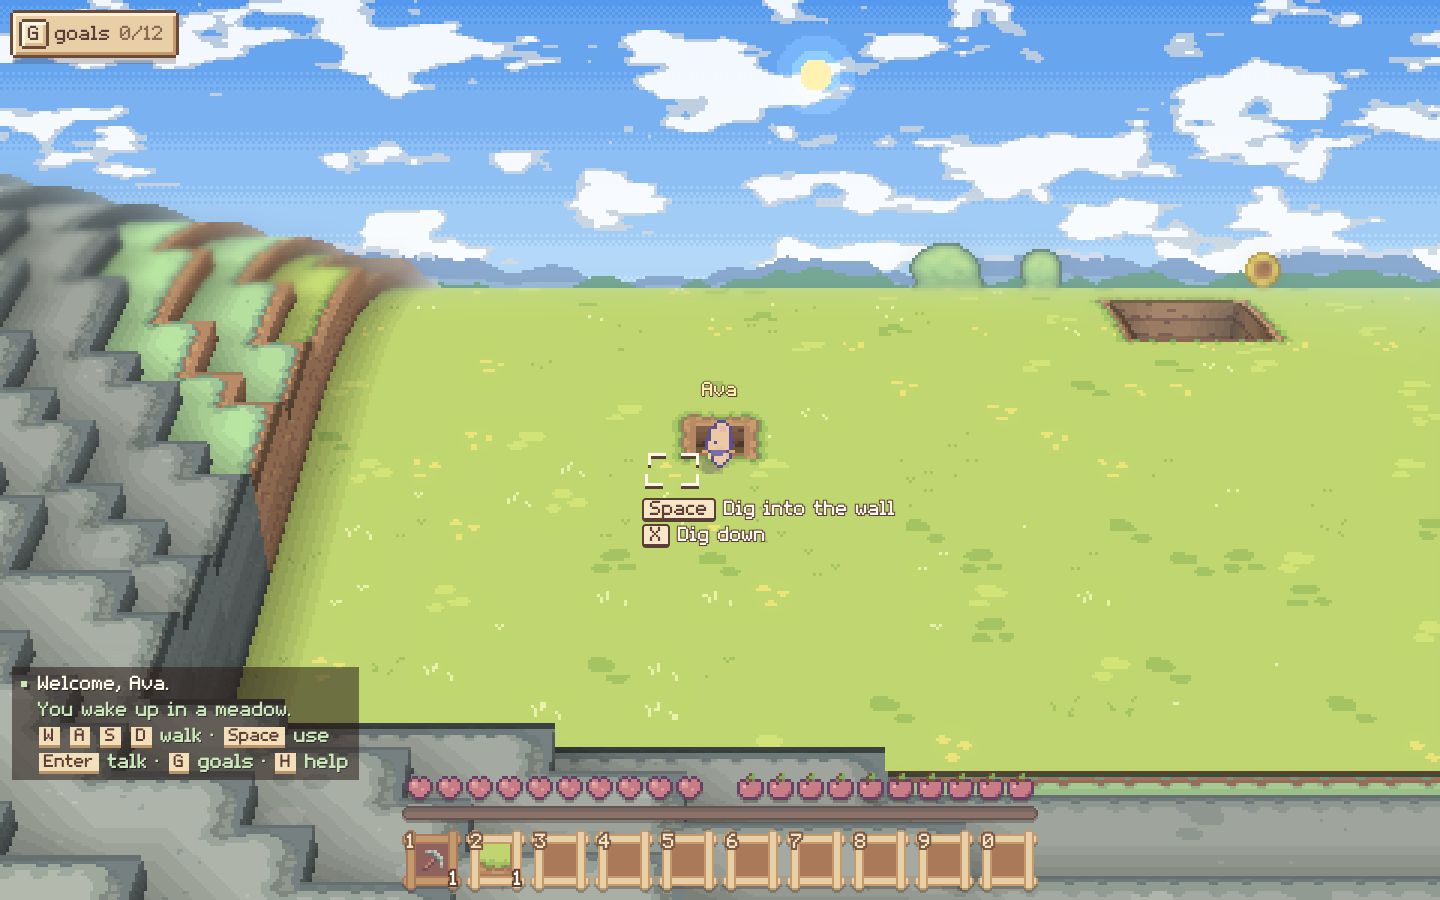 G goals 0/12
Ava
Space Dig into the wall
X Dig down
Welcome, Ava.
You wake up in a meadow.
W A S D walk · Space use
Enter talk · G goals · H help
1 2 3 4 5 6 7 8 9 0
1 1